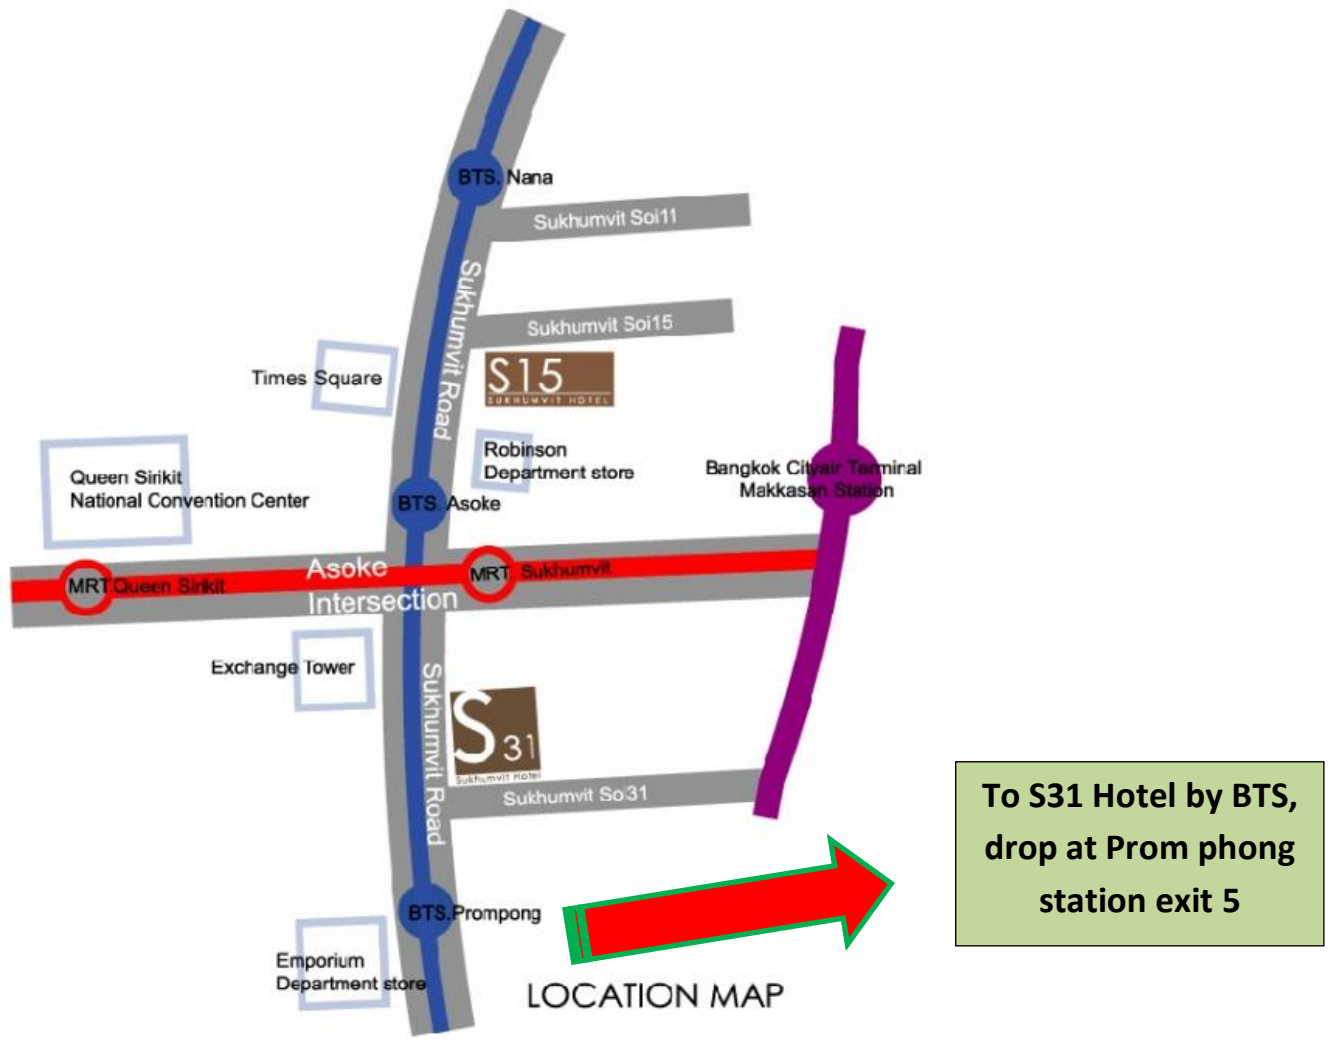 BTS. Nana
Sukhumvit Soi11
Sukhumvit Road
Sukhumvit Soi15
Times Square
S15
SUKHUMVIT HOTEL
Robinson
Department store
Queen Sirikit
National Convention Center
BTS. Asoke
Bangkok Cityair Terminal
Makkasan Station
MRT.Queen Sirikit
Asoke
Intersection
MRT. Sukhumvit
Exchange Tower
Sukhumvit Road
S31
Sukhumvit Hotel
Sukhumvit Soi31
To S31 Hotel by BTS,
drop at Prom phong
station exit 5
BTS.Prompong
Emporium
Department store
LOCATION MAP